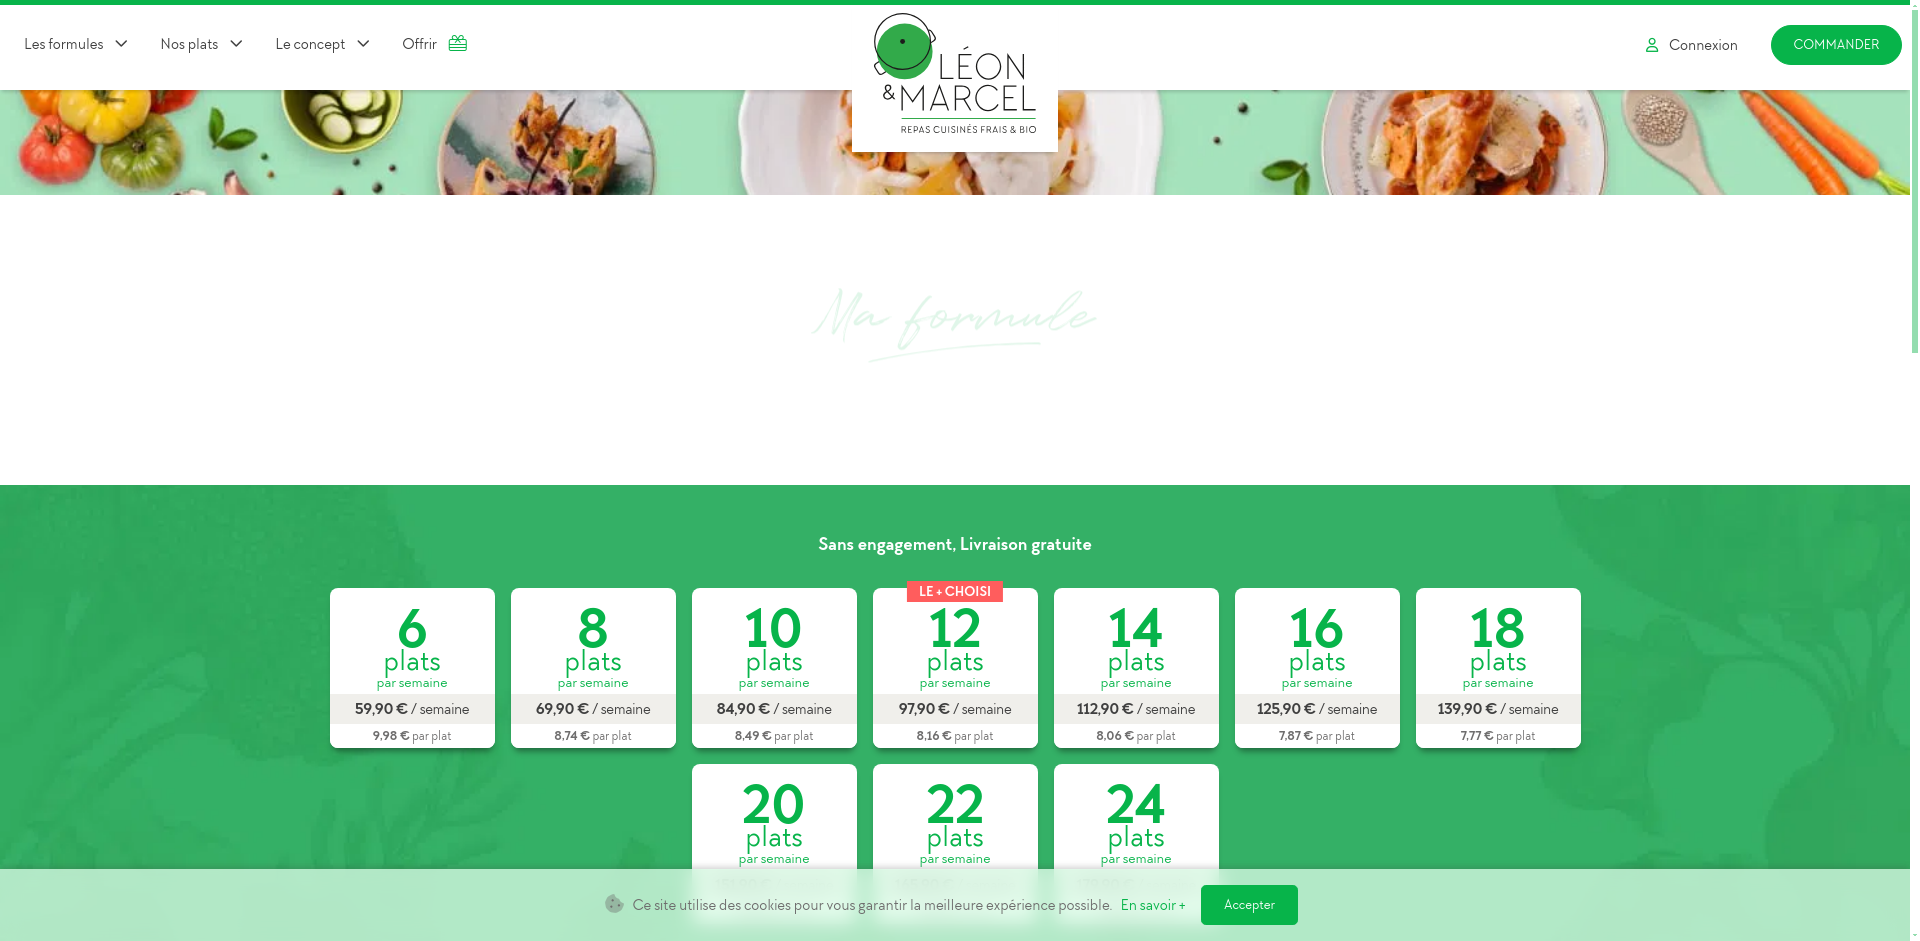 Les formules
Nos plats
Le concept
Offrir
LÉON
& MARCEL
REPAS CUISINÉS FRAIS & BIO
Connexion
COMMANDER
Ma formule
Sans engagement, Livraison gratuite
6
plats
par semaine
59,90 € / semaine
9,98 € par plat
8
plats
par semaine
69,90 € / semaine
8,74 € par plat
10
plats
par semaine
84,90 € / semaine
8,49 € par plat
LE + CHOISI
12
plats
par semaine
97,90 € / semaine
8,16 € par plat
14
plats
par semaine
112,90 € / semaine
8,06 € par plat
16
plats
par semaine
125,90 € / semaine
7,87 € par plat
18
plats
par semaine
139,90 € / semaine
7,77 € par plat
20
plats
par semaine
22
plats
par semaine
24
plats
par semaine
Ce site utilise des cookies pour vous garantir la meilleure expérience possible. En savoir +
Accepter